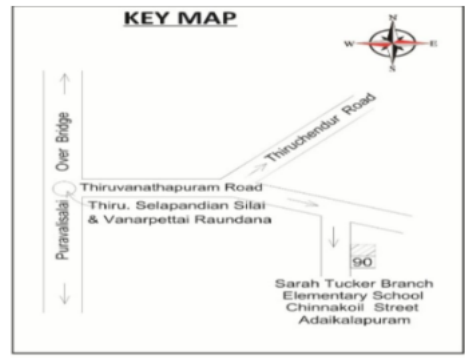 KEY MAP
N
W
E
S
Over Bridge
Thiruchendur Road
Thiruvanathapuram Road
Thiru. Selapandian Silai
& Vanarpettai Raundana
Puravalisalai
90
Sarah Tucker Branch
Elementary School
Chinnakoil Street
Adaikalapuram